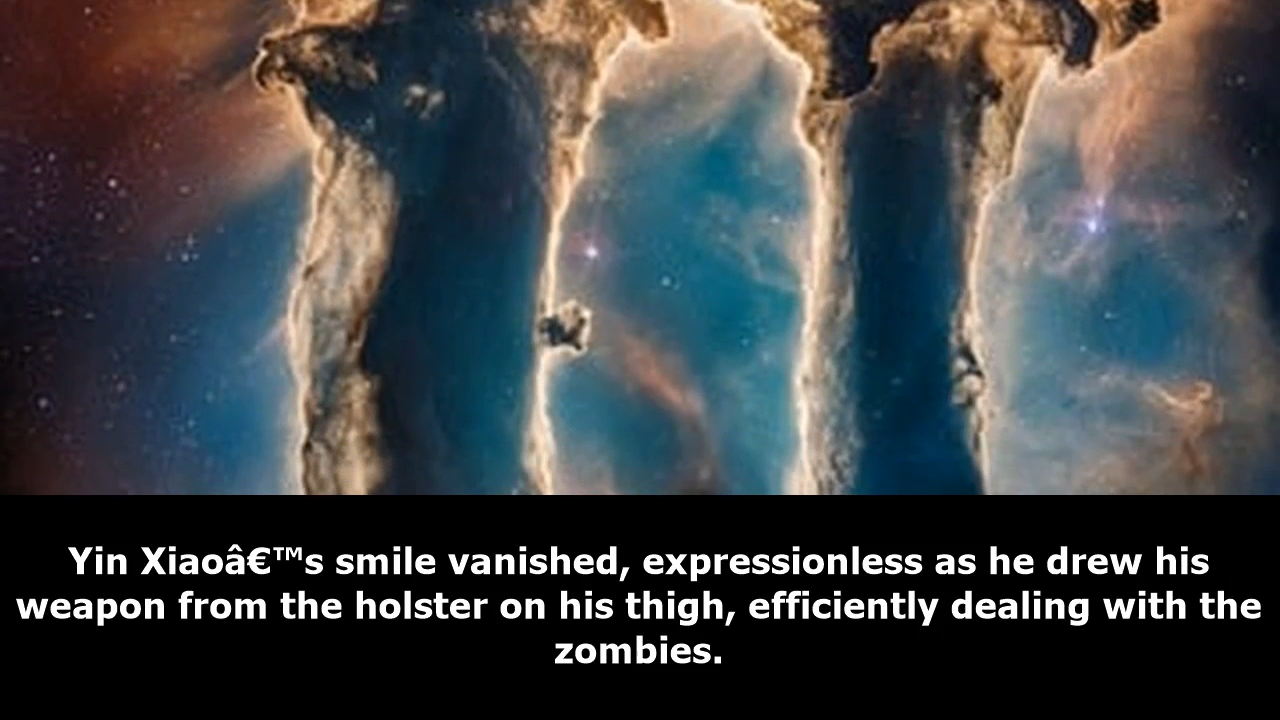 Yin Xiaoâ€™s smile vanished, expressionless as he drew his
weapon from the holster on his thigh, efficiently dealing with the
zombies.